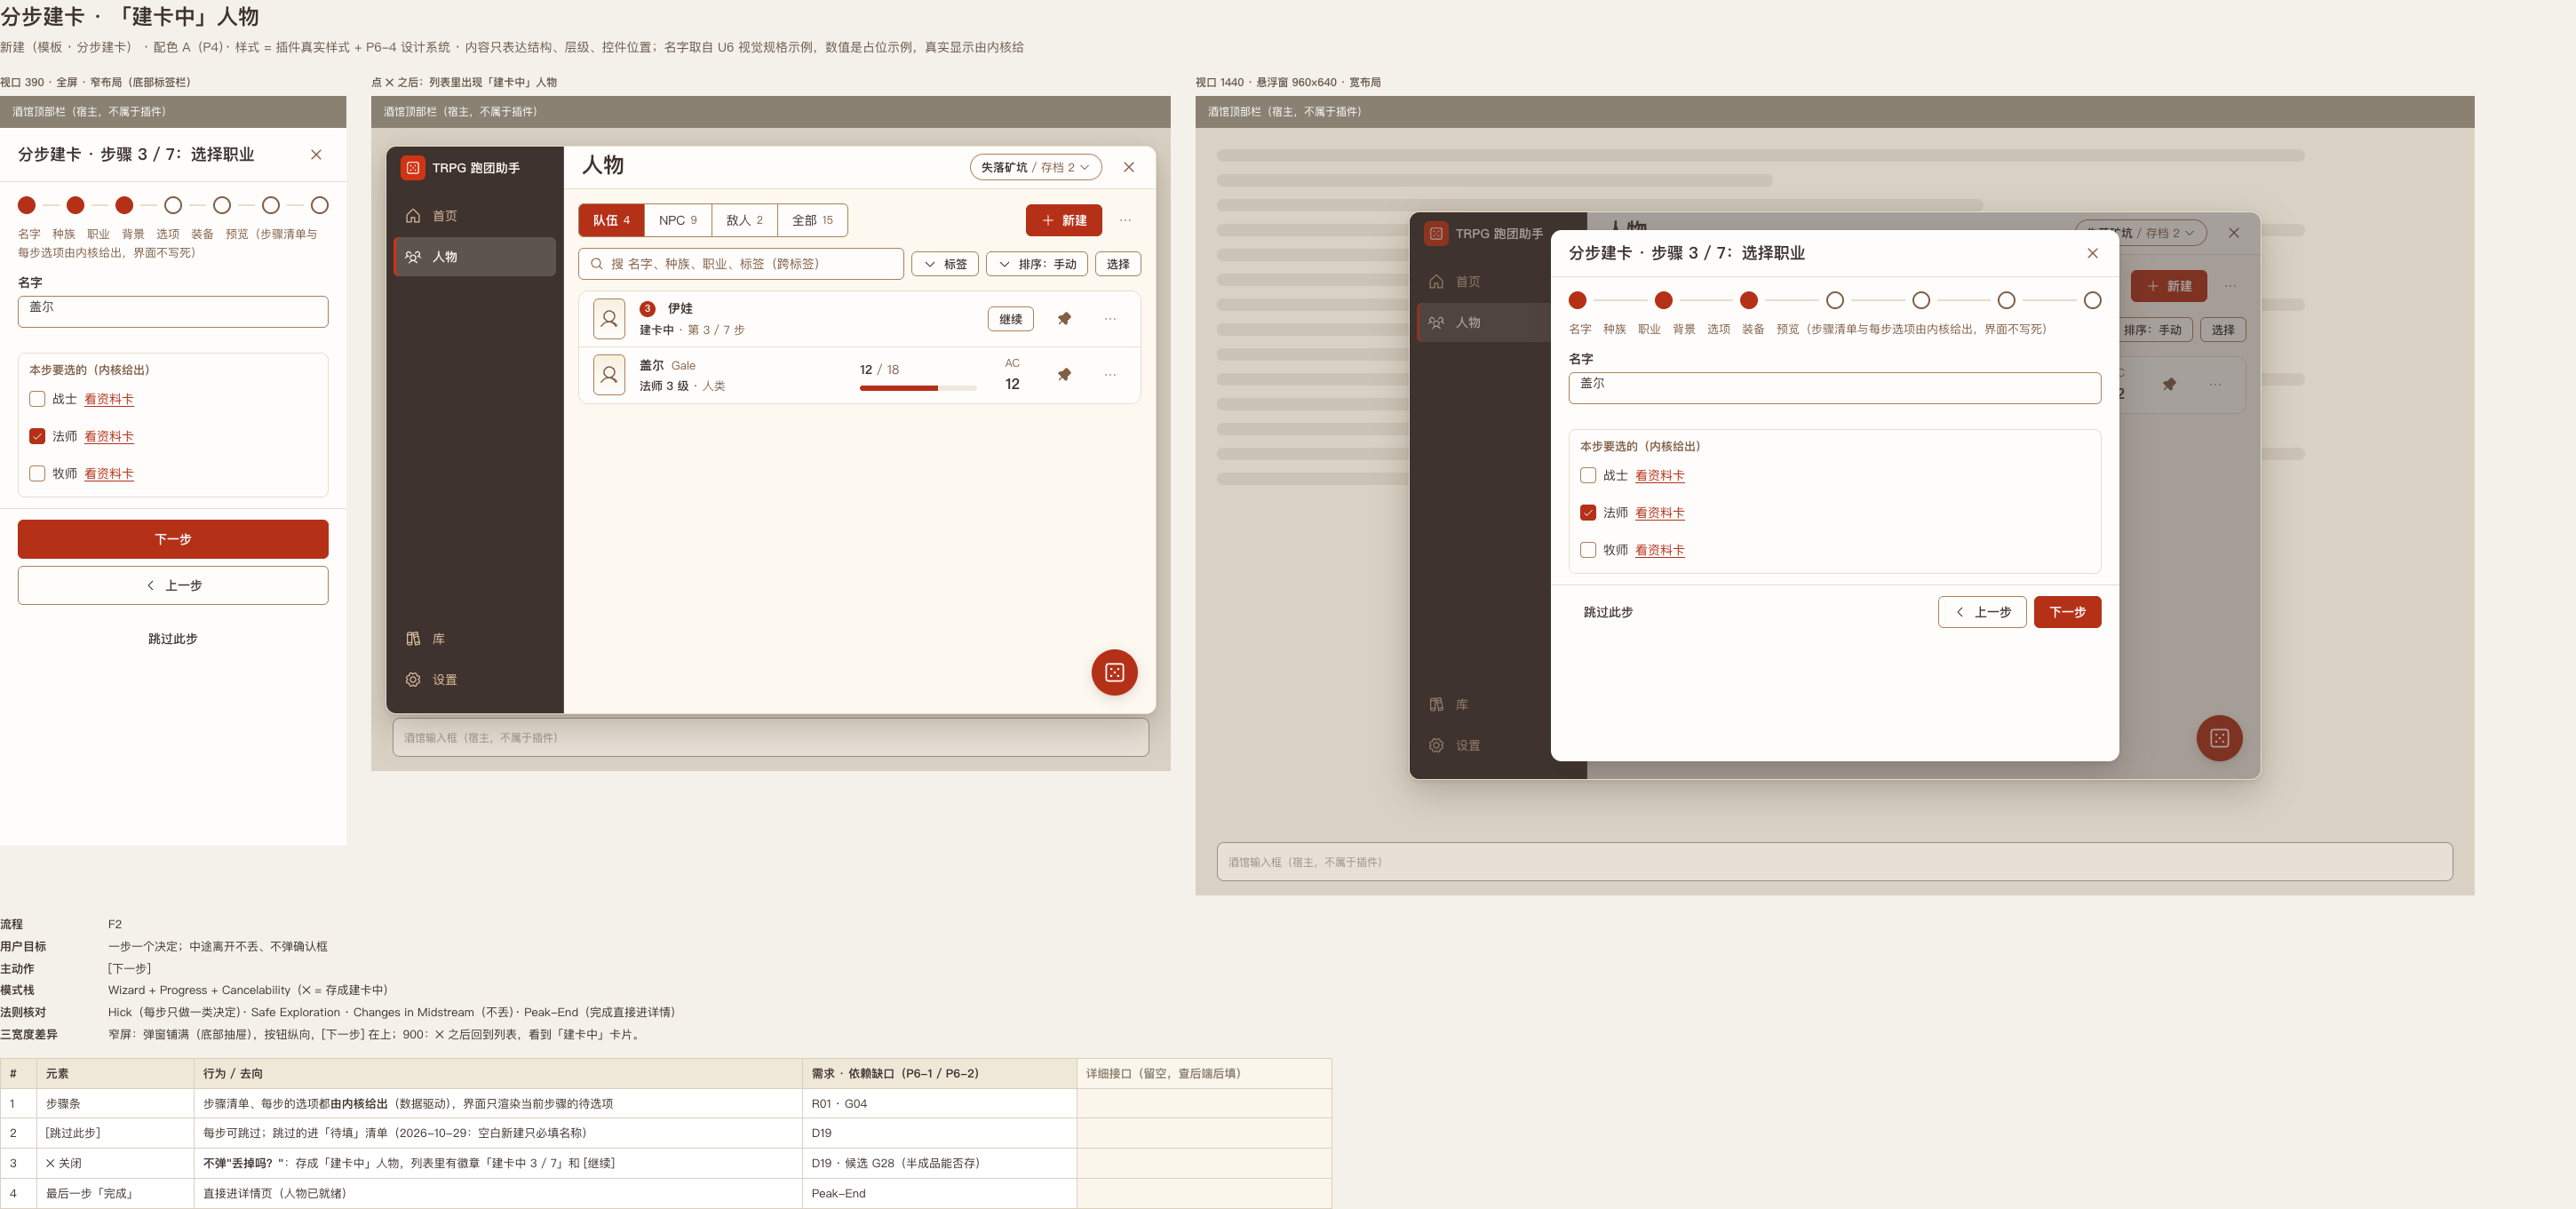 分步建卡 · 「建卡中」人物
新建（模板 · 分步建卡） · 配色 A（P4）· 样式 = 插件真实样式 + P6-4 设计系统 · 内容只表达结构、层级、控件位置；名字取自 U6 视觉规格示例，数值是占位示例，真实显示由内核给
视口 390 · 全屏 · 窄布局（底部标签栏）
酒馆顶部栏（宿主，不属于插件）
分步建卡 · 步骤 3 / 7：选择职业
名字 种族 职业 背景 选项 装备 预览（步骤清单与
每步选项由内核给出，界面不写死）
名字
盖尔
本步要选的（内核给出）
战士 看资料卡
法师 看资料卡
牧师 看资料卡
下一步
上一步
跳过此步
点 ✕ 之后：列表里出现「建卡中」人物
酒馆顶部栏（宿主，不属于插件）
TRPG 跑团助手
首页
人物
库
设置
人物
失落矿坑 / 存档 2
队伍 4 NPC 9 敌人 2 全部 15
新建 ···
搜 名字、种族、职业、标签（跨标签）
标签 排序：手动 选择
3 伊娃
建卡中 · 第 3 / 7 步
继续 ···
盖尔 Gale
法师 3 级 · 人类
12 / 18
AC
12
···
酒馆输入框（宿主，不属于插件）
视口 1440 · 悬浮窗 960×640 · 宽布局
酒馆顶部栏（宿主，不属于插件）
TRPG 跑团助手
首页
人物
库
设置
/ 存档 2
新建 ···
排序：手动 选择
···
分步建卡 · 步骤 3 / 7：选择职业
名字 种族 职业 背景 选项 装备 预览（步骤清单与每步选项由内核给出，界面不写死）
名字
盖尔
本步要选的（内核给出）
战士 看资料卡
法师 看资料卡
牧师 看资料卡
跳过此步
上一步
下一步
酒馆输入框（宿主，不属于插件）
流程 F2
用户目标 一步一个决定；中途离开不丢、不弹确认框
主动作 [下一步]
模式栈 Wizard + Progress + Cancelability（✕ = 存成建卡中）
法则核对 Hick（每步只做一类决定）· Safe Exploration · Changes in Midstream（不丢）· Peak-End（完成直接进详情）
三宽度差异 窄屏：弹窗铺满（底部抽屉），按钮纵向，[下一步] 在上；900：✕ 之后回到列表，看到「建卡中」卡片。
# 元素 行为 / 去向 需求 · 依赖缺口（P6-1 / P6-2） 详细接口（留空，查后端后填）
1 步骤条 步骤清单、每步的选项都由内核给出（数据驱动），界面只渲染当前步骤的待选项 R01 · G04
2 [跳过此步] 每步可跳过；跳过的进「待填」清单（2026-10-29：空白新建只必填名称） D19
3 ✕ 关闭 不弹"丢掉吗？"：存成「建卡中」人物，列表里有徽章「建卡中 3 / 7」和 [继续] D19 · 候选 G28（半成品能否存）
4 最后一步「完成」 直接进详情页（人物已就绪） Peak-End